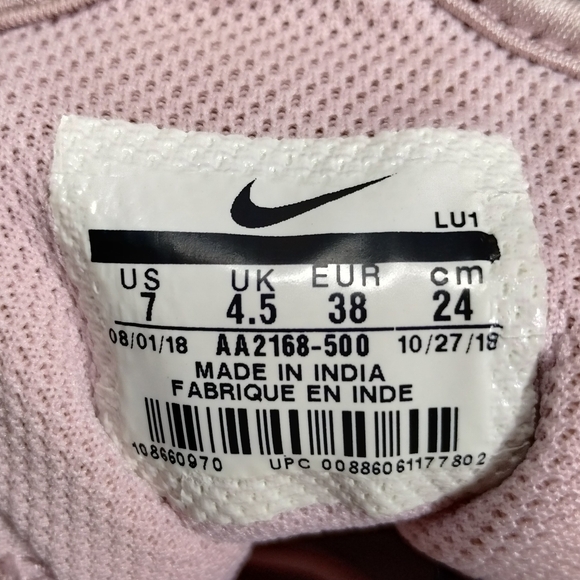 LU1
US UK EUR cm
7 4.5 38 24
08/01/18 AA2168-500 10/27/18
MADE IN INDIA
FABRIQUE EN INDE
108660970 UPC 00886061177802